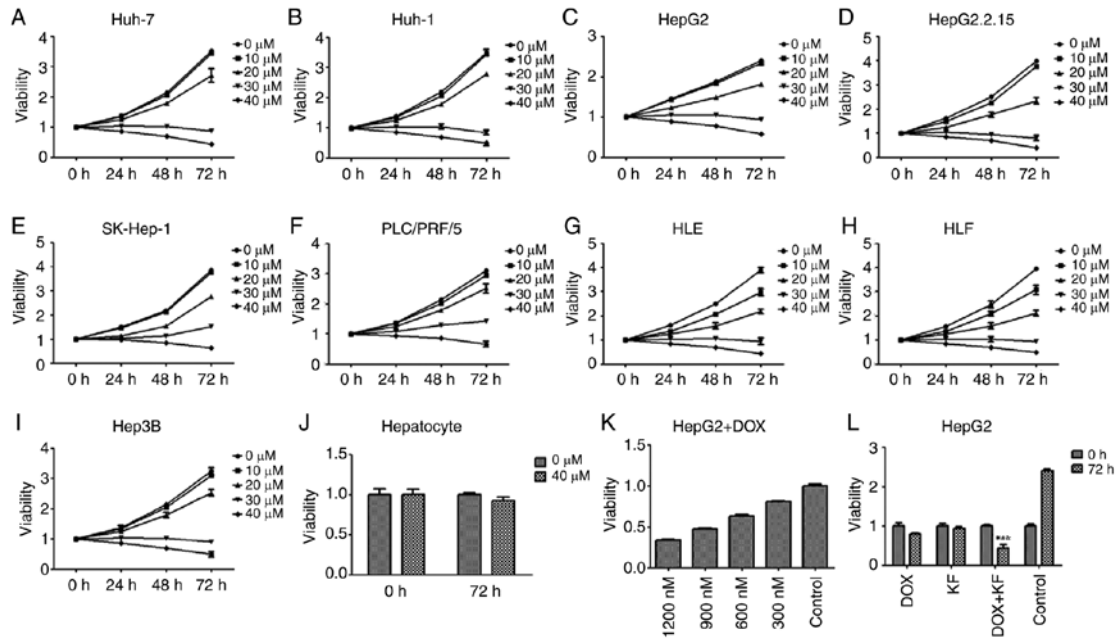 A Huh-7
Viability
4
3
2
1
0
0 h 24 h 48 h 72 h
0 µM
10 µM
20 µM
30 µM
40 µM
B Huh-1
Viability
4
3
2
1
0
0 h 24 h 48 h 72 h
0 µM
10 µM
20 µM
30 µM
40 µM
C HepG2
Viability
3
2
1
0
0 h 24 h 48 h 72 h
0 µM
10 µM
20 µM
30 µM
40 µM
D HepG2.2.15
Viability
5
4
3
2
1
0
0 h 24 h 48 h 72 h
0 µM
10 µM
20 µM
30 µM
40 µM
E SK-Hep-1
Viability
5
4
3
2
1
0
0 h 24 h 48 h 72 h
0 µM
10 µM
20 µM
30 µM
40 µM
F PLC/PRF/5
Viability
4
3
2
1
0
0 h 24 h 48 h 72 h
0 µM
10 µM
20 µM
30 µM
40 µM
G HLE
Viability
5
4
3
2
1
0
0 h 24 h 48 h 72 h
0 µM
10 µM
20 µM
30 µM
40 µM
H HLF
Viability
5
4
3
2
1
0
0 h 24 h 48 h 72 h
0 µM
10 µM
20 µM
30 µM
40 µM
I Hep3B
Viability
4
3
2
1
0
0 h 24 h 48 h 72 h
0 µM
10 µM
20 µM
30 µM
40 µM
J Hepatocyte
Viability
1.5
1.0
0.5
0.0
0 h 72 h
0 µM
40 µM
K HepG2+DOX
Viability
1.5
1.0
0.5
0.0
1200 nM
900 nM
600 nM
300 nM
Control
L HepG2
Viability
3
2
1
0
***
DOX
KF
DOX+KF
Control
0 h
72 h